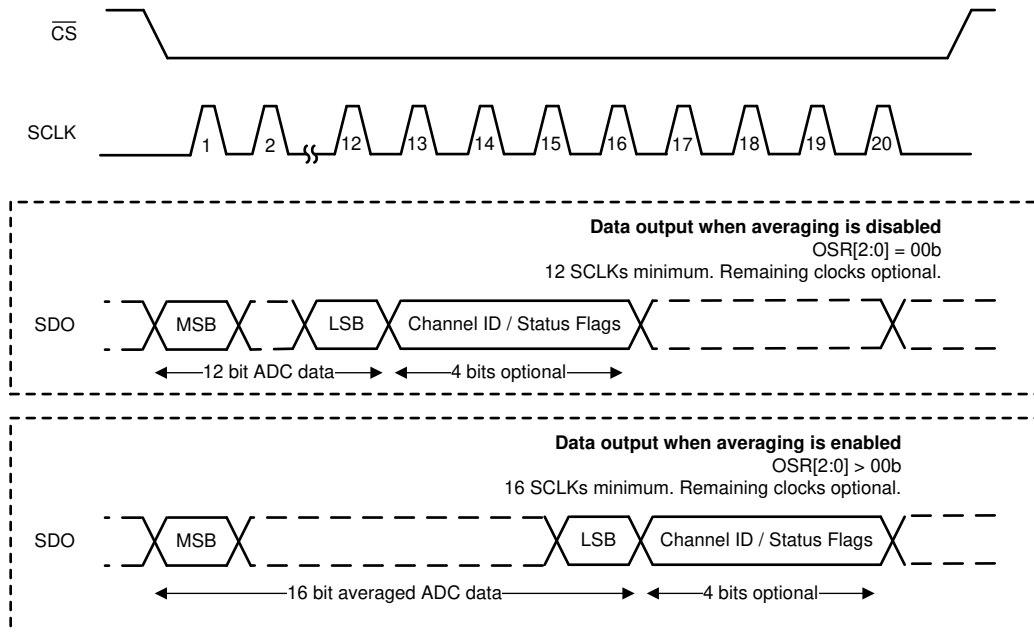 CS
SCLK
1 2 12 13 14 15 16 17 18 19 20
Data output when averaging is disabled
OSR[2:0] = 00b
12 SCLKs minimum. Remaining clocks optional.
SDO MSB LSB Channel ID / Status Flags
12 bit ADC data 4 bits optional
Data output when averaging is enabled
OSR[2:0] > 00b
16 SCLKs minimum. Remaining clocks optional.
SDO MSB LSB Channel ID / Status Flags
16 bit averaged ADC data 4 bits optional